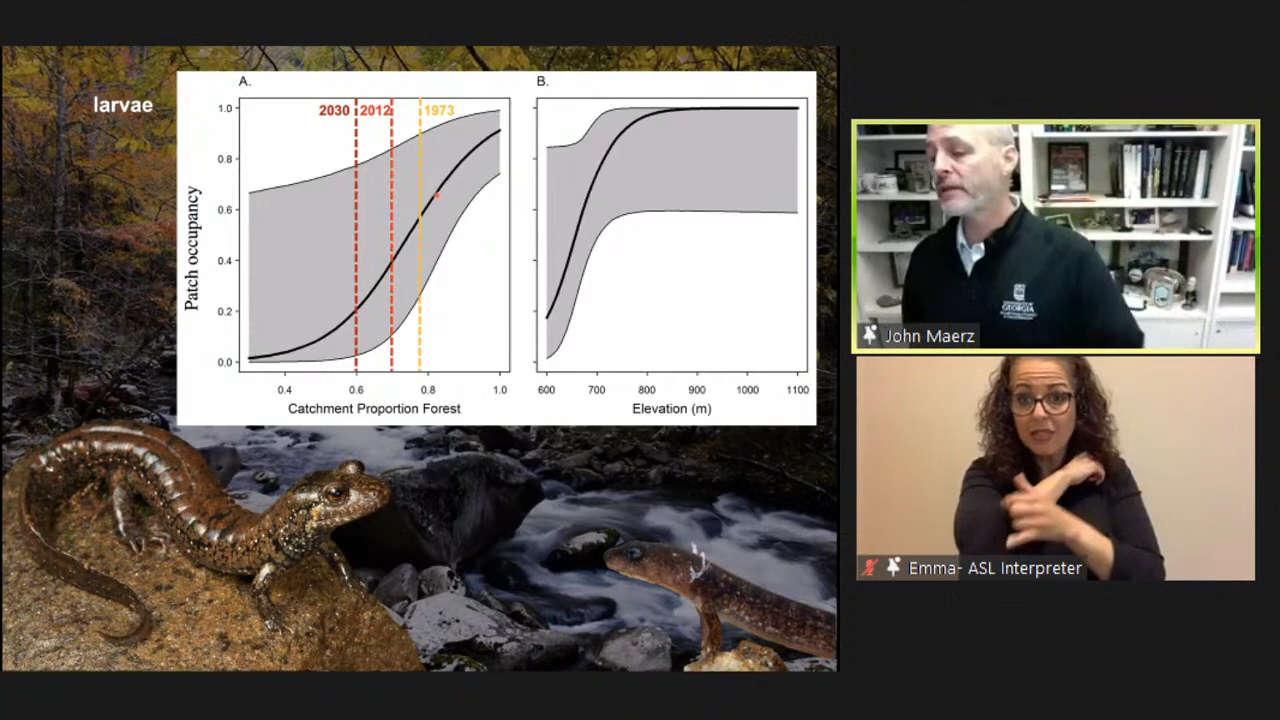 larvae
A.
B.
2030
2012
1973
Patch occupancy
1.0
0.8
0.6
0.4
0.2
0.0
0.4
0.6
0.8
1.0
Catchment Proportion Forest
600
700
800
900
1000
1100
Elevation (m)
GEORGIA
John Maerz
Emma- ASL Interpreter